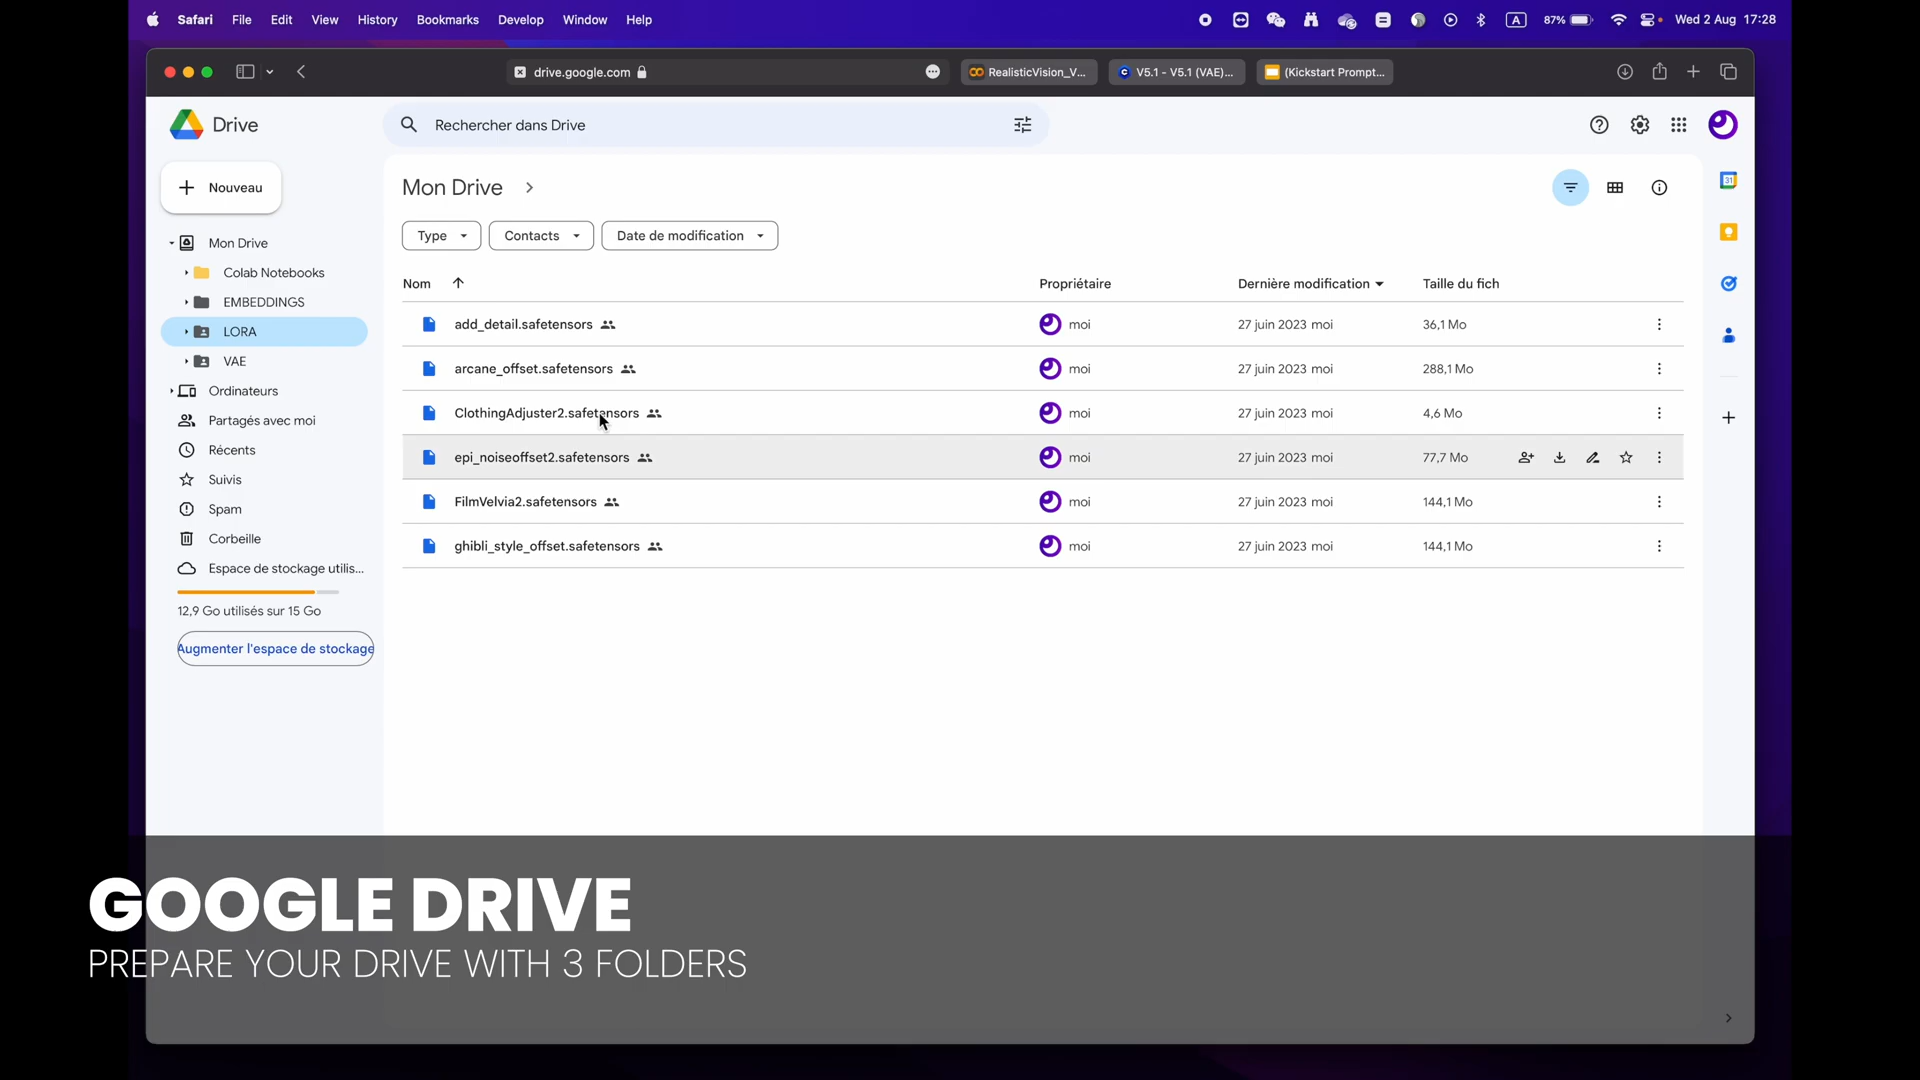 Safari File Edit View History Bookmarks Develop Window Help A 87% Wed 2 Aug 17:28
drive.google.com RealisticVision_V... C V5.1 - V5.1 (VAE)... (Kickstart Prompt...
Drive Rechercher dans Drive
Nouveau
Mon Drive
Colab Notebooks
EMBEDDINGS
LORA
VAE
Ordinateurs
Partagés avec moi
Récents
Suivis
Spam
Corbeille
Espace de stockage utilis...
12,9 Go utilisés sur 15 Go
Augmenter l'espace de stockage
Mon Drive
Type Contacts Date de modification
Nom Propriétaire Dernière modification Taille du fich
add_detail.safetensors moi 27 juin 2023 moi 36,1 Mo
arcane_offset.safetensors moi 27 juin 2023 moi 288,1 Mo
ClothingAdjuster2.safetensors moi 27 juin 2023 moi 4,6 Mo
epi_noiseoffset2.safetensors moi 27 juin 2023 moi 77,7 Mo
FilmVelvia2.safetensors moi 27 juin 2023 moi 144,1 Mo
ghibli_style_offset.safetensors moi 27 juin 2023 moi 144,1 Mo
31
GOOGLE DRIVE
PREPARE YOUR DRIVE WITH 3 FOLDERS